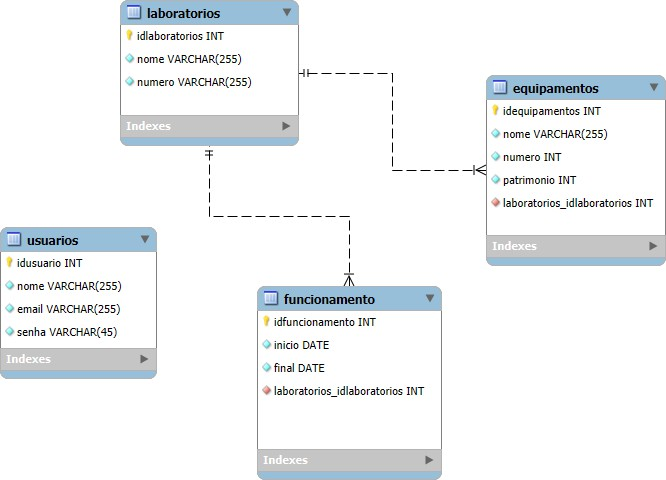 laboratorios
idlaboratorios INT
nome VARCHAR(255)
numero VARCHAR(255)
Indexes
equipamentos
idequipamentos INT
nome VARCHAR(255)
numero INT
patrimonio INT
laboratorios_idlaboratorios INT
Indexes
usuarios
idusuario INT
nome VARCHAR(255)
email VARCHAR(255)
senha VARCHAR(45)
Indexes
funcionamento
idfuncionamento INT
inicio DATE
final DATE
laboratorios_idlaboratorios INT
Indexes